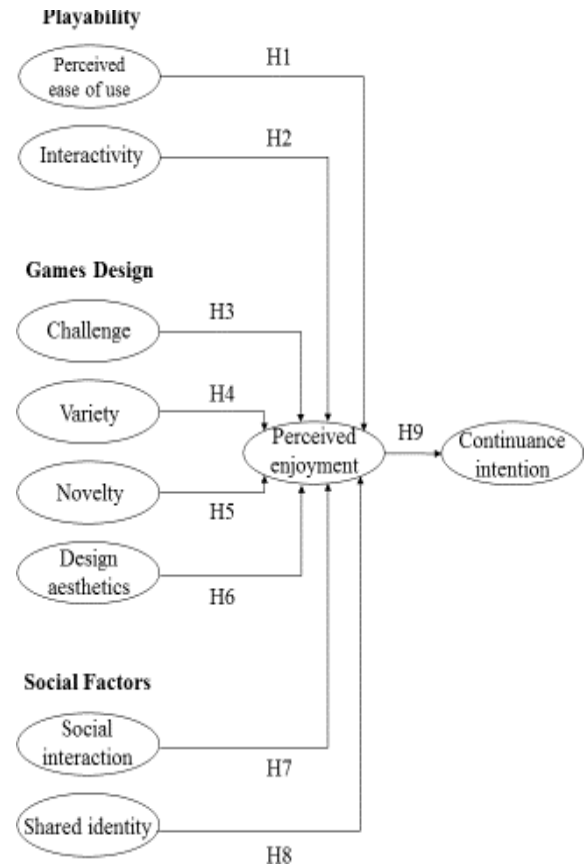 Playability
Perceived
ease of use
H1
Interactivity
H2
Games Design
Challenge
H3
Variety
H4
Perceived
enjoyment
H9
Continuance
intention
Novelty
H5
Design
aesthetics
H6
Social Factors
Social
interaction
H7
Shared identity
H8